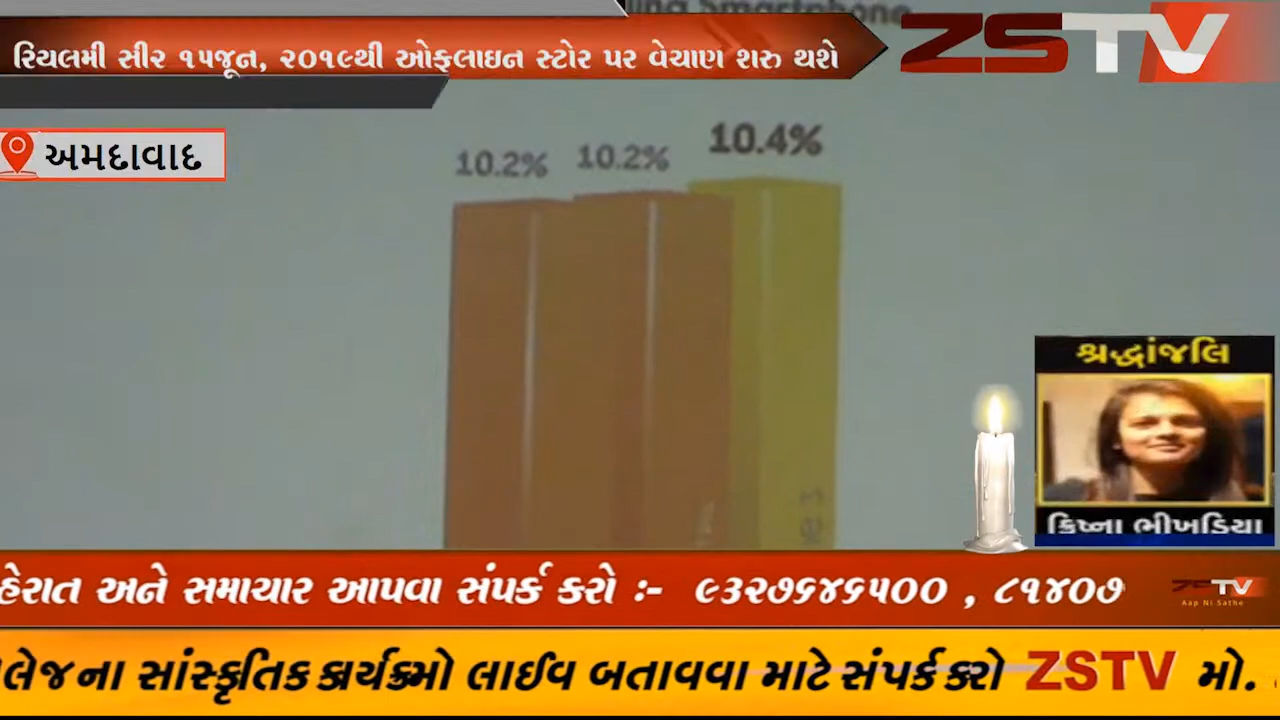 Smartphone
રિયલમી સીર ૧૫જૂન, ૨૦૧૯થી ઓફલાઇન સ્ટોર પર વેચાણ શરુ થશે
ZSTV
અમદાવાદ
10.2% 10.2% 10.4%
શ્રદ્ધાંજલિ
ક્રિષ્ના ભીખડિયા
હેરાત અને સમાચાર આપવા સંપર્ક કરો :- ૯૩૨૭૬૪૬૫૦૦ , ૮૧૪૦૭
ZSTV
Aap Ni Sathe
લેજના સાંસ્કૃતિક કાર્યક્રમો લાઈવ બતાવવા માટે સંપર્ક કરો ZSTV મો.